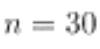 n = 30